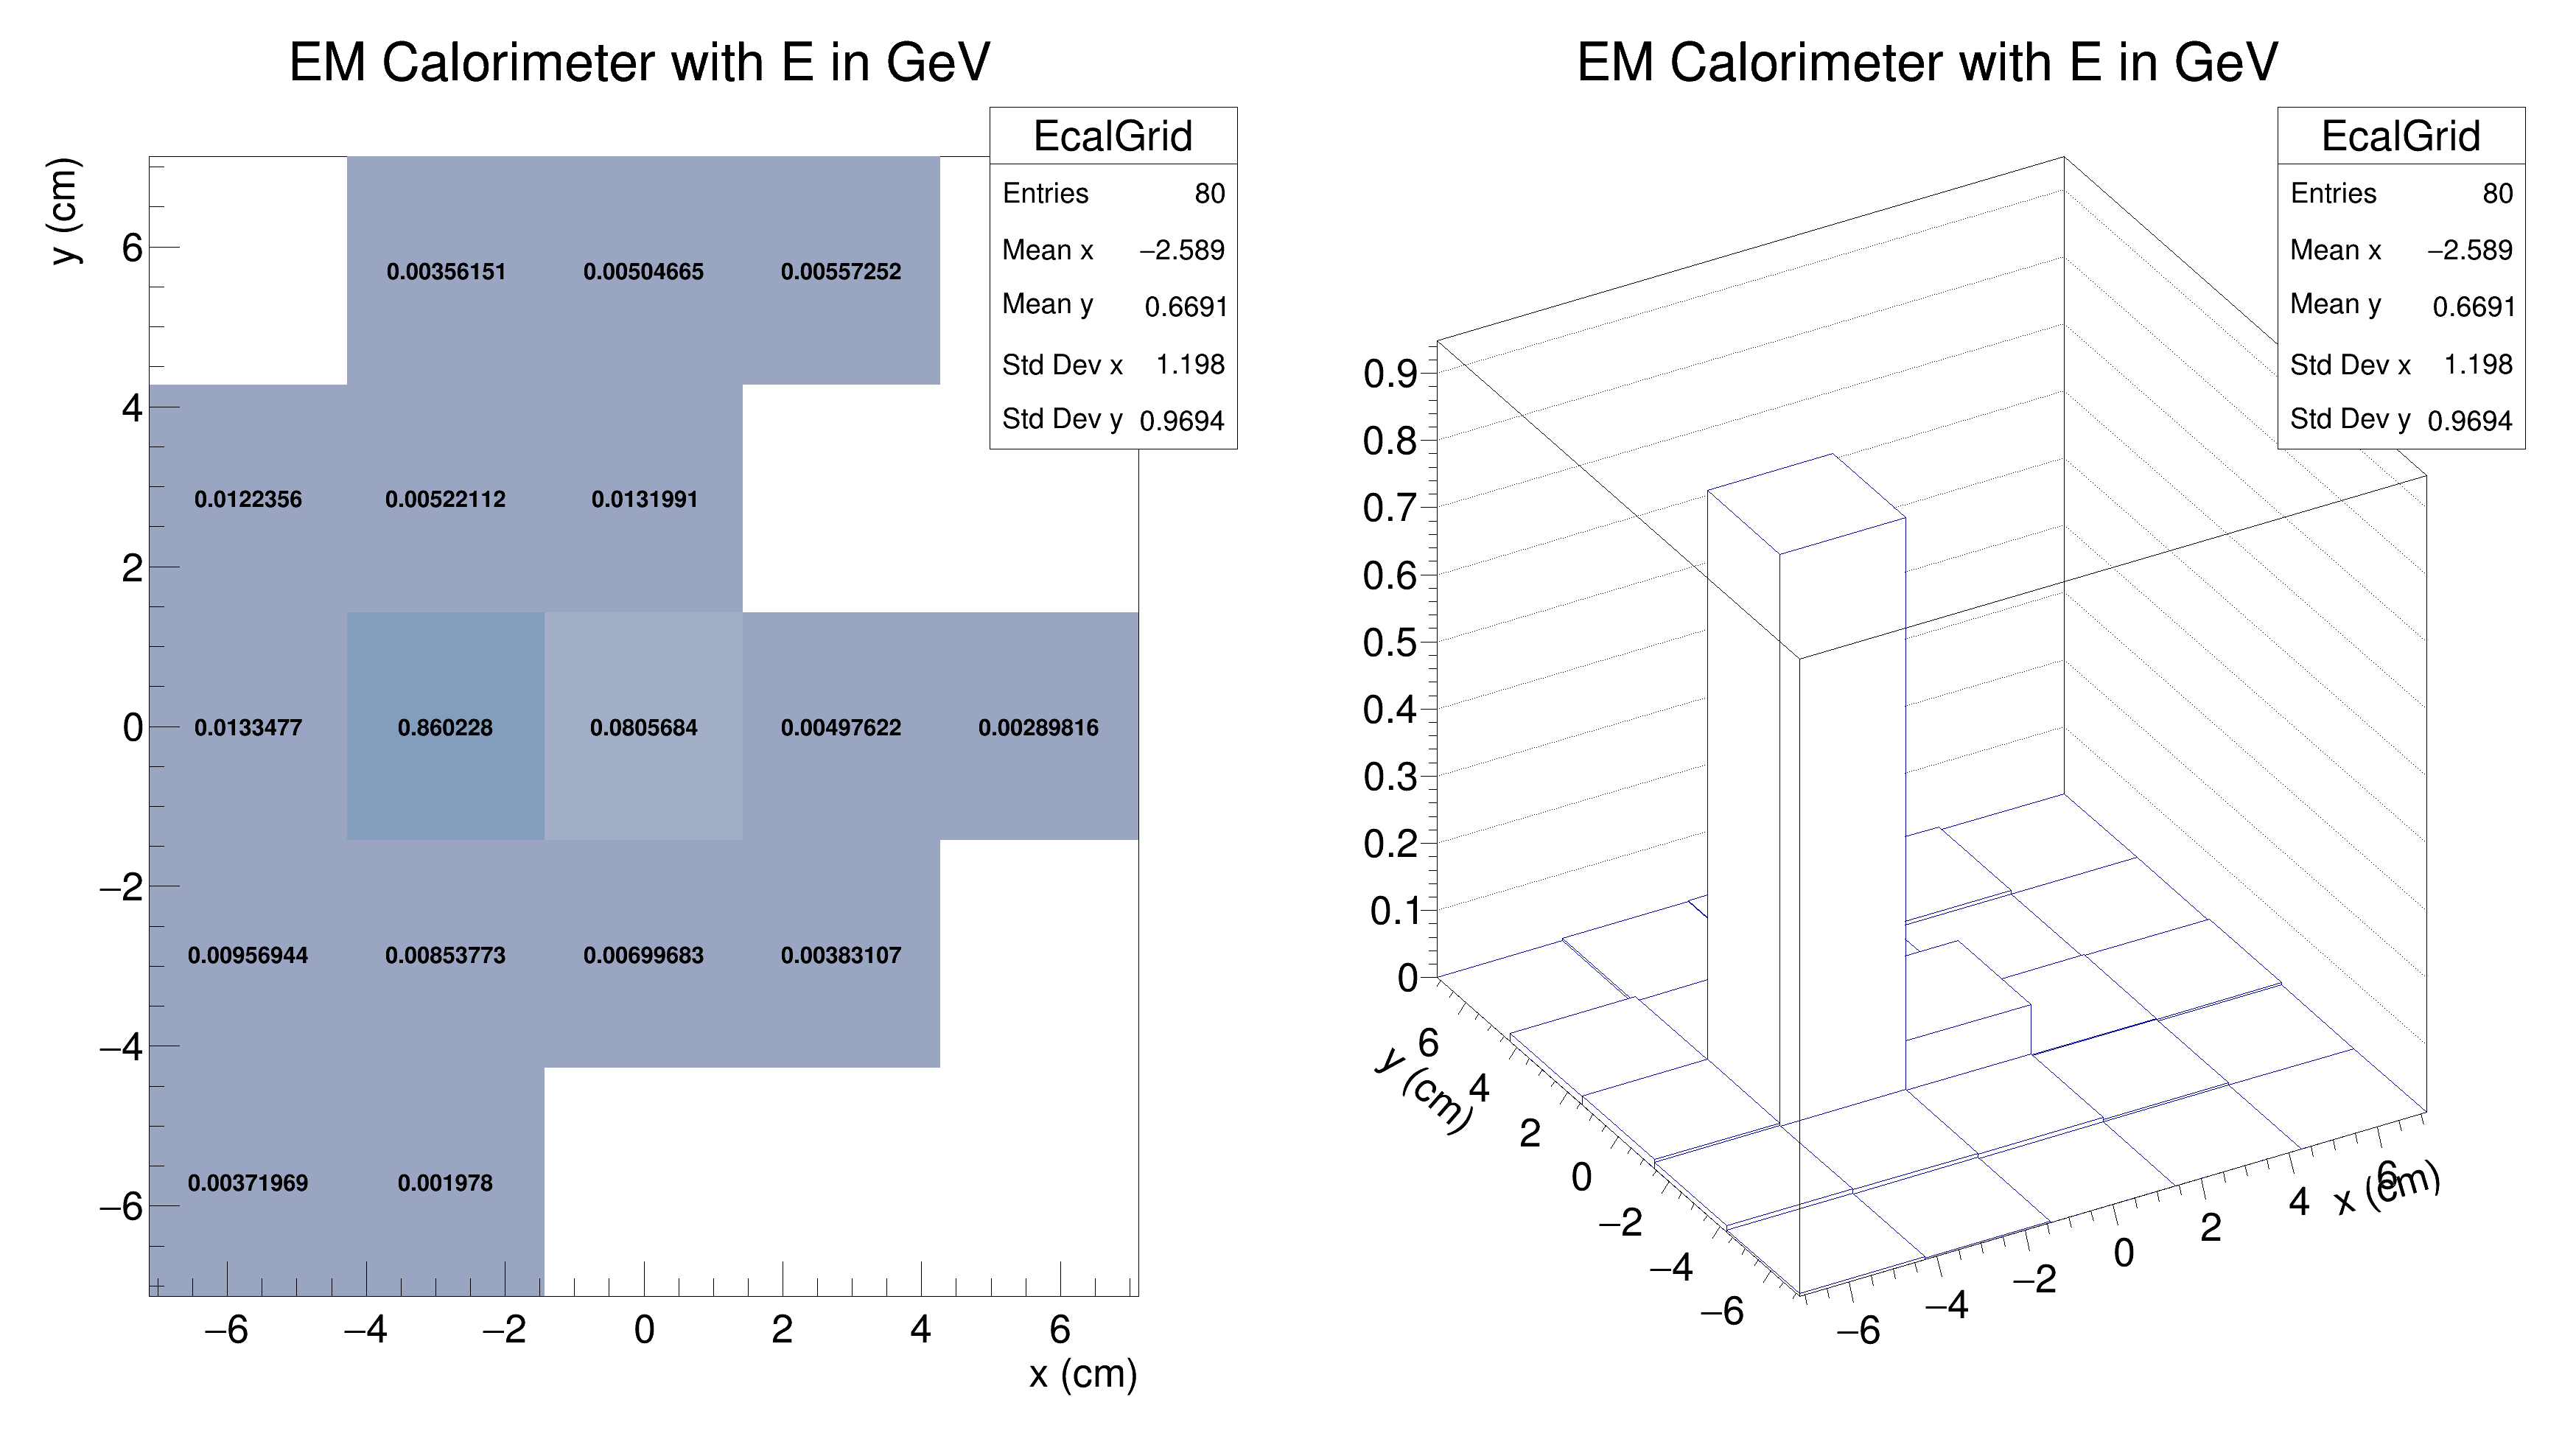 EM Calorimeter with E in GeV
EcalGrid
Entries 80
Mean x −2.589
Mean y 0.6691
Std Dev x 1.198
Std Dev y 0.9694
y (cm)
6
4
2
0
−2
−4
−6
0.00356151 0.00504665 0.00557252
0.0122356 0.00522112 0.0131991
0.0133477 0.860228 0.0805684 0.00497622 0.00289816
0.00956944 0.00853773 0.00699683 0.00383107
0.00371969 0.001978
−6 −4 −2 0 2 4 6
x (cm)
EM Calorimeter with E in GeV
EcalGrid
Entries 80
Mean x −2.589
Mean y 0.6691
Std Dev x 1.198
Std Dev y 0.9694
0.9
0.8
0.7
0.6
0.5
0.4
0.3
0.2
0.1
0
y (cm)
6
4
2
0
−2
−4
−6
−6 −4 −2 0 2 4 6
x (cm)